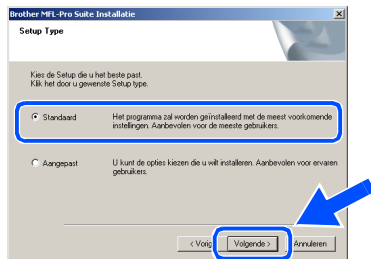 Brother MFL-Pro Suite Installatie
Setup Type
Kies de Setup die u het beste past.
Klik het door u gewenste Setup type.
Standaard
Het programma zal worden geïnstalleerd met de meest voorkomende
instellingen. Aanbevolen voor de meeste gebruikers.
Aangepast
U kunt de opties kiezen die u wilt installeren. Aanbevolen voor ervaren
gebruikers.
< Vorig
Volgende >
Annuleren